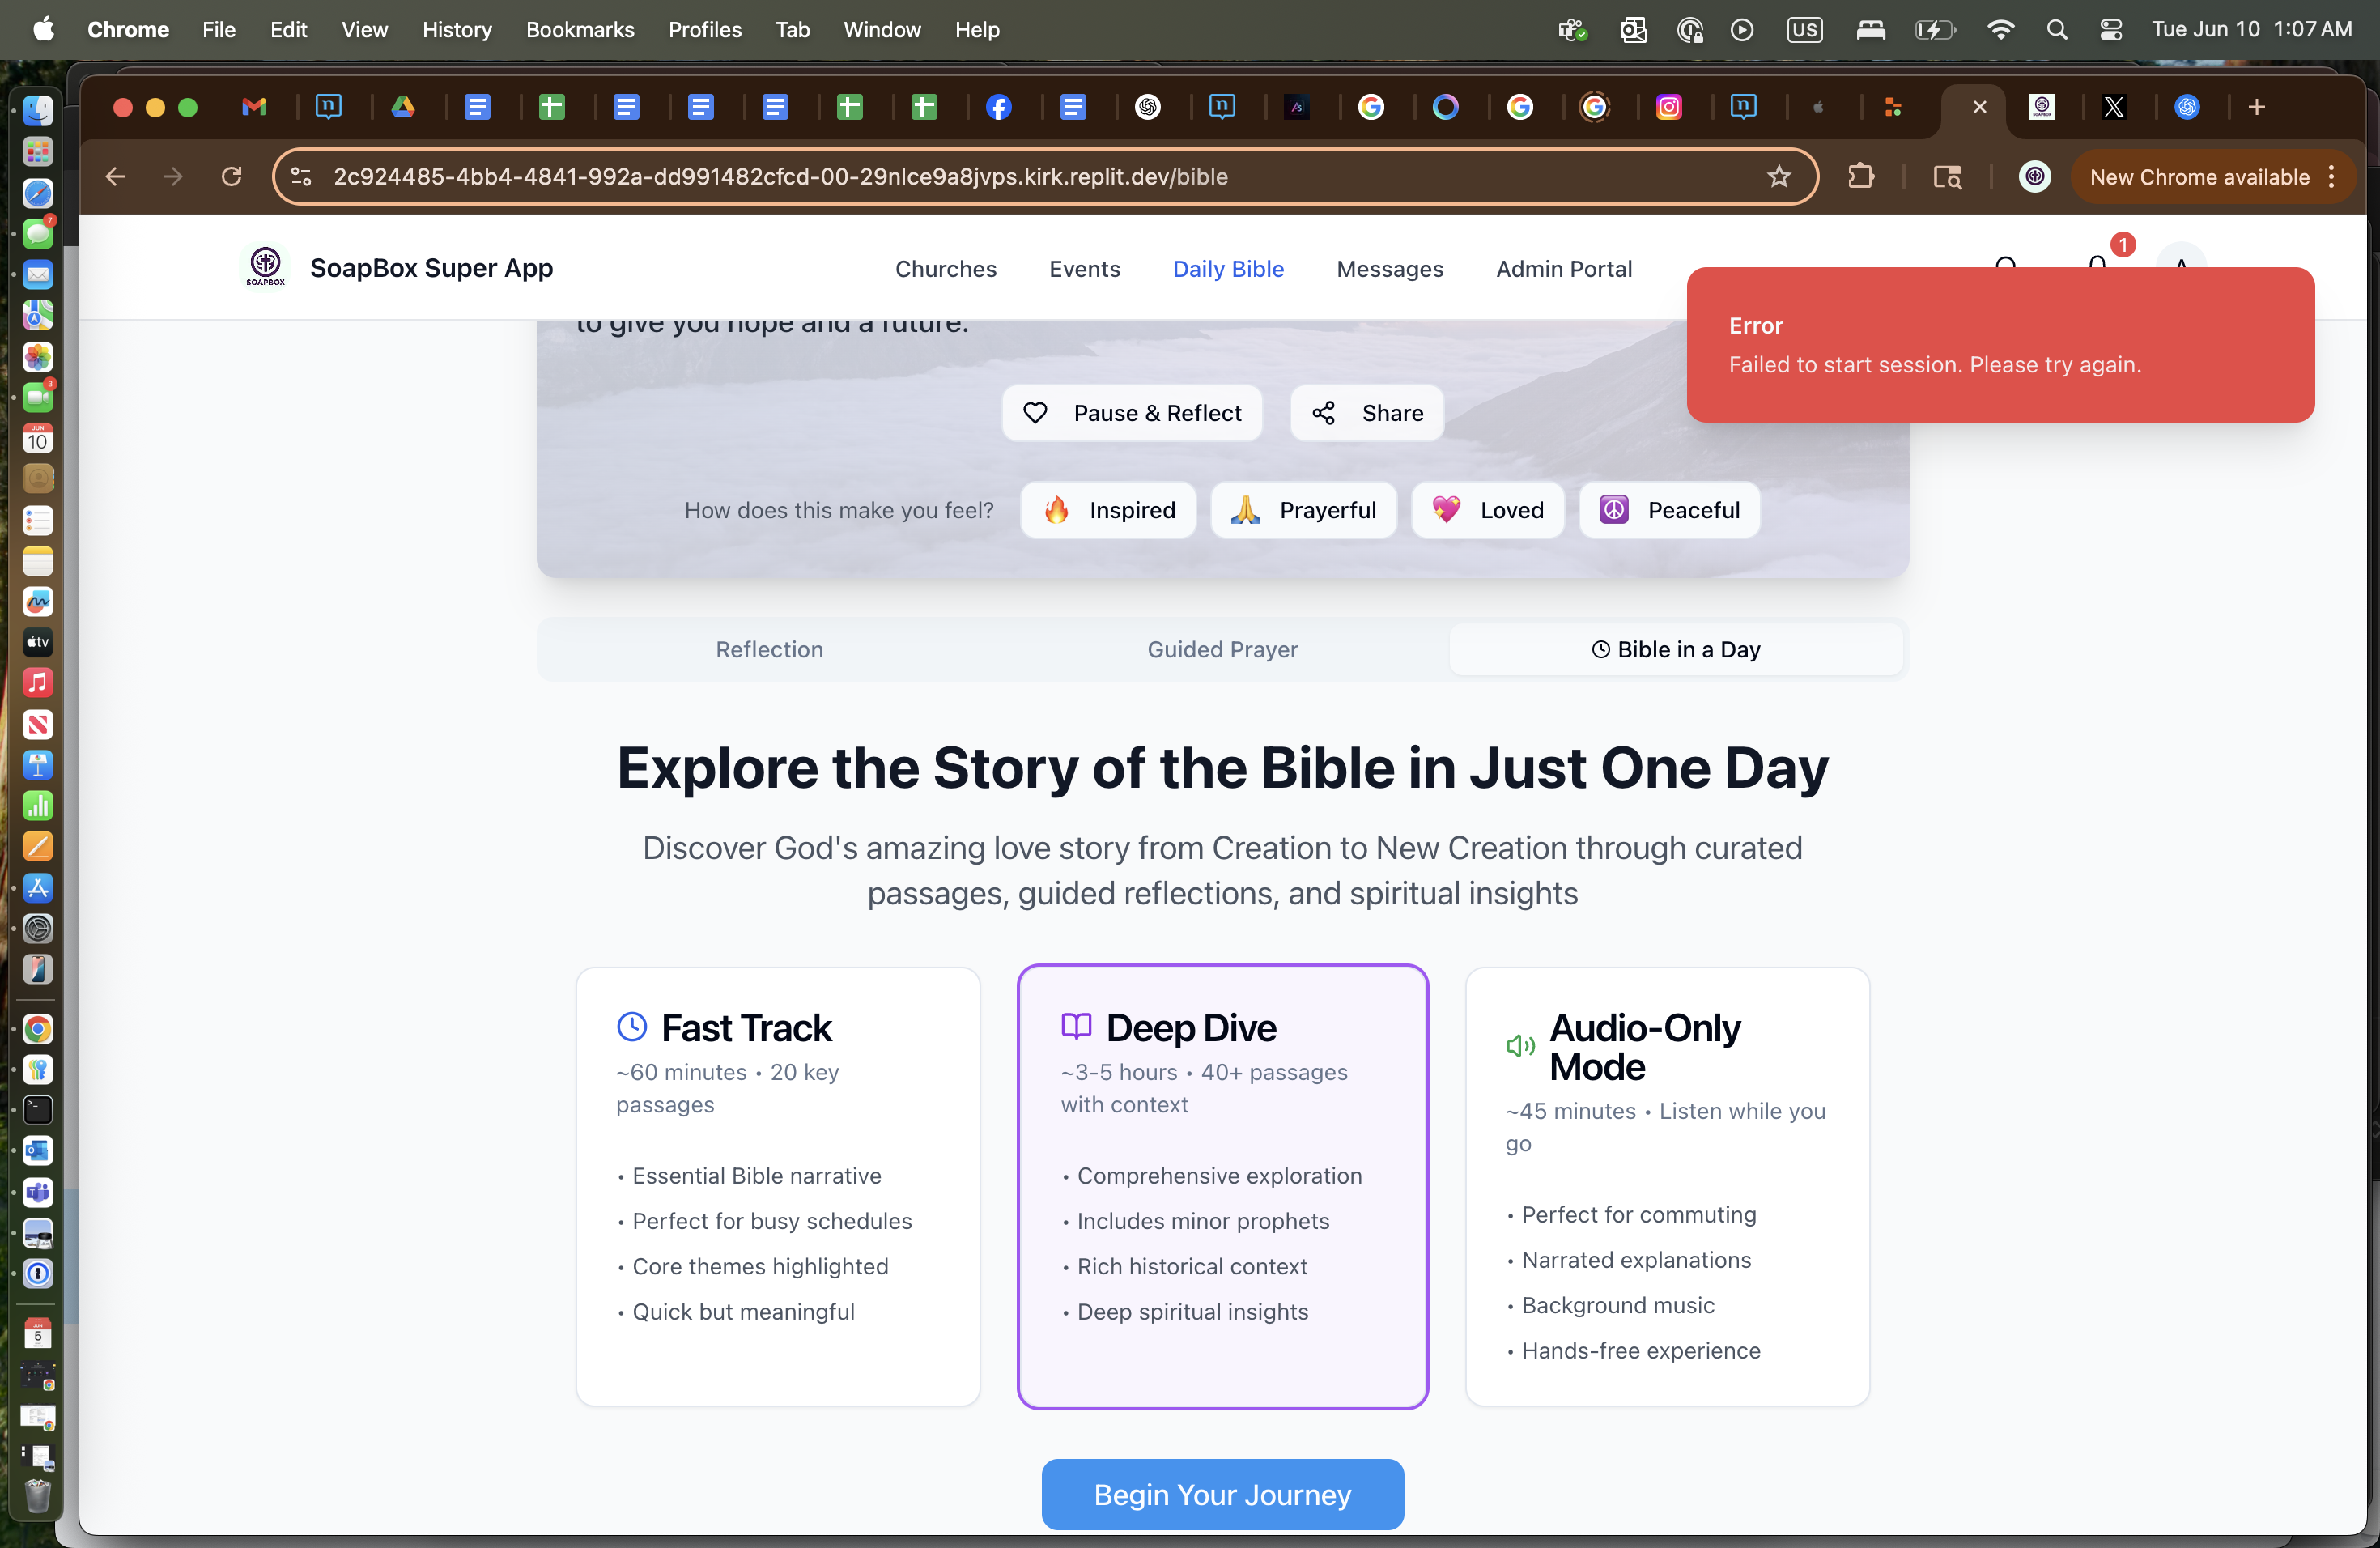 Chrome File Edit View History Bookmarks Profiles Tab Window Help
US
Tue Jun 10 1:07 AM
2c924485-4bb4-4841-992a-dd991482cfcd-00-29nlce9a8jvps.kirk.replit.dev/bible
New Chrome available
SOAPBOX
SoapBox Super App
Churches Events Daily Bible Messages Admin Portal
1
A
Error
Failed to start session. Please try again.
to give you hope and a future.
Pause & Reflect Share
How does this make you feel? Inspired Prayerful Loved Peaceful
Reflection Guided Prayer Bible in a Day
Explore the Story of the Bible in Just One Day
Discover God's amazing love story from Creation to New Creation through curated
passages, guided reflections, and spiritual insights
Fast Track
~60 minutes • 20 key
passages
• Essential Bible narrative
• Perfect for busy schedules
• Core themes highlighted
• Quick but meaningful
Deep Dive
~3-5 hours • 40+ passages
with context
• Comprehensive exploration
• Includes minor prophets
• Rich historical context
• Deep spiritual insights
Audio-Only
Mode
~45 minutes • Listen while you
go
• Perfect for commuting
• Narrated explanations
• Background music
• Hands-free experience
Begin Your Journey
7
3
JUN
10
tv
JUN
5